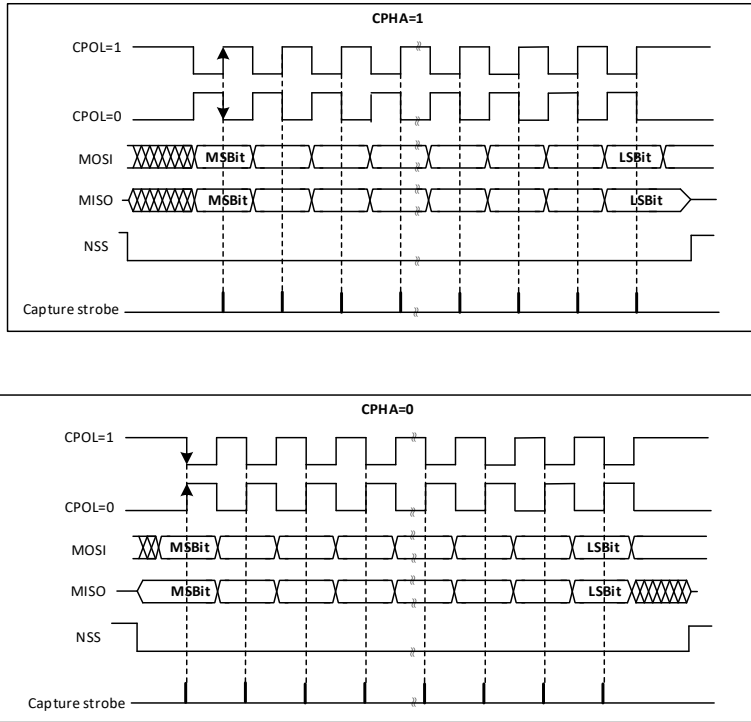 CPHA=1
CPOL=1
CPOL=0
MOSI MSBit LSBit
MISO MSBit LSBit
NSS
Capture strobe
CPHA=0
CPOL=1
CPOL=0
MOSI MSBit LSBit
MISO MSBit LSBit
NSS
Capture strobe